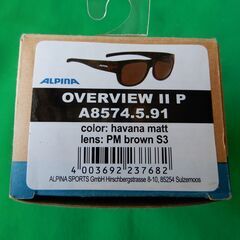 ALPINA
OVERVIEW II P
A8574.5.91
color: havana matt
lens: PM brown S3
4 003692 237682
ALPINA SPORTS GmbH Hirschbergstrasse 8-10, 85254 Sulzemoos